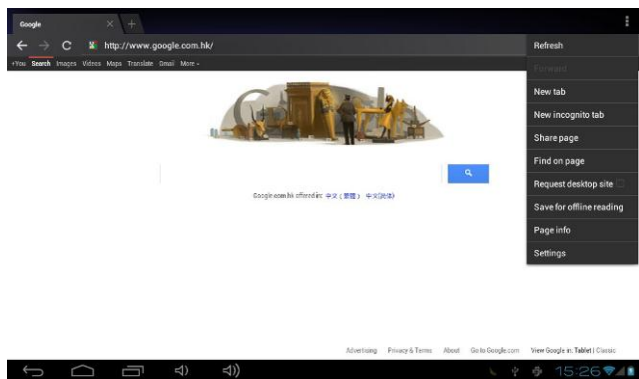 Google
http://www.google.com.hk/
+You Search Images Videos Maps Translate Gmail More
Refresh
Forward
New tab
New incognito tab
Share page
Find on page
Request desktop site
Save for offline reading
Page info
Settings
Google.com.hk offered in: 中文（繁體） 中文(简体)
Advertising Privacy & Terms About Go to Google.com View Google in: Tablet | Classic
15:26